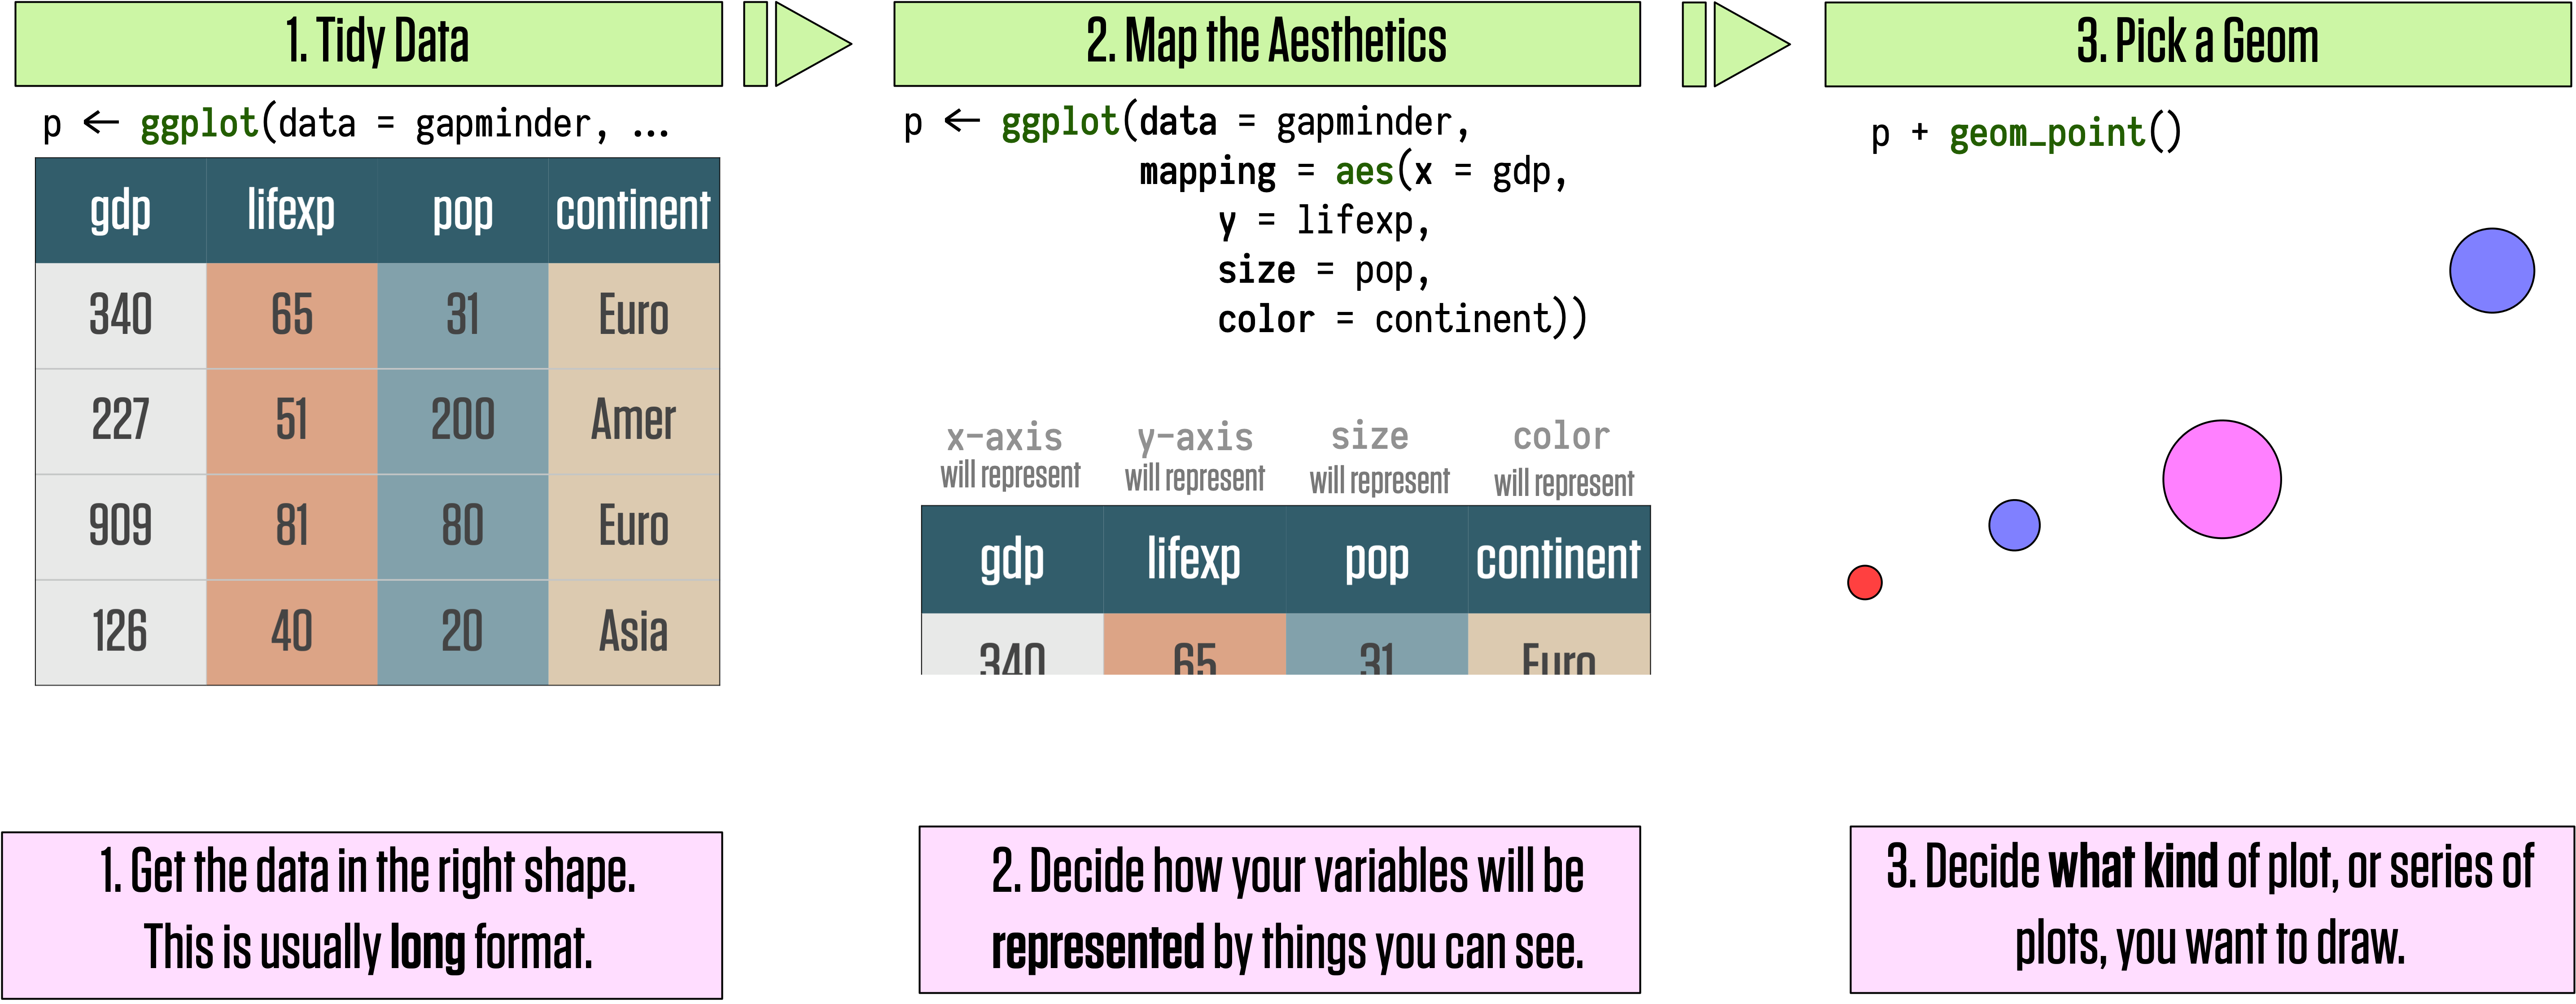 1. Tidy Data
p ← ggplot(data = gapminder, ...
gdp lifexp pop continent
340 65 31 Euro
227 51 200 Amer
909 81 80 Euro
126 40 20 Asia
1. Get the data in the right shape.
This is usually long format.
2. Map the Aesthetics
p ← ggplot(data = gapminder,
mapping = aes(x = gdp,
y = lifexp,
size = pop,
color = continent))
x-axis y-axis size color
will represent will represent will represent will represent
gdp lifexp pop continent
340 65 31 Euro
2. Decide how your variables will be
represented by things you can see.
3. Pick a Geom
p + geom_point()
3. Decide what kind of plot, or series of
plots, you want to draw.